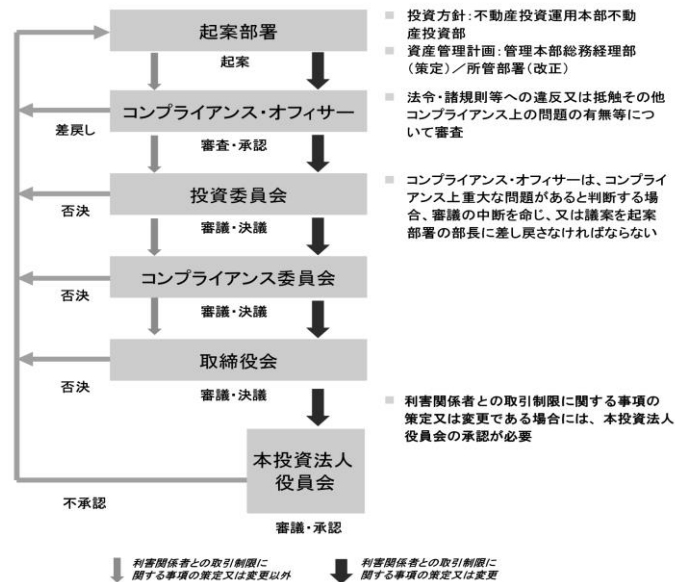 起案部署
起案
コンプライアンス・オフィサー
差戻し
審査・承認
投資委員会
否決
審議・決議
コンプライアンス委員会
否決
審議・決議
取締役会
否決
審議・決議
本投資法人
役員会
不承認
審議・承認
■ 投資方針:不動産投資運用本部不動
産投資部
■ 資産管理計画:管理本部総務経理部
(策定)/所管部署(改正)
■ 法令・諸規則等への違反又は抵触その他
コンプライアンス上の問題の有無等につ
いて審査
■ コンプライアンス・オフィサーは、コンプライ
アンス上重大な問題があると判断する場
合、審議の中断を命じ、又は議案を起案
部署の部長に差し戻さなければならない
■ 利害関係者との取引制限に関する事項の
策定又は変更である場合には、本投資法人
役員会の承認が必要
利害関係者との取引制限に
関する事項の策定又は変更以外
利害関係者との取引制限に
関する事項の策定又は変更